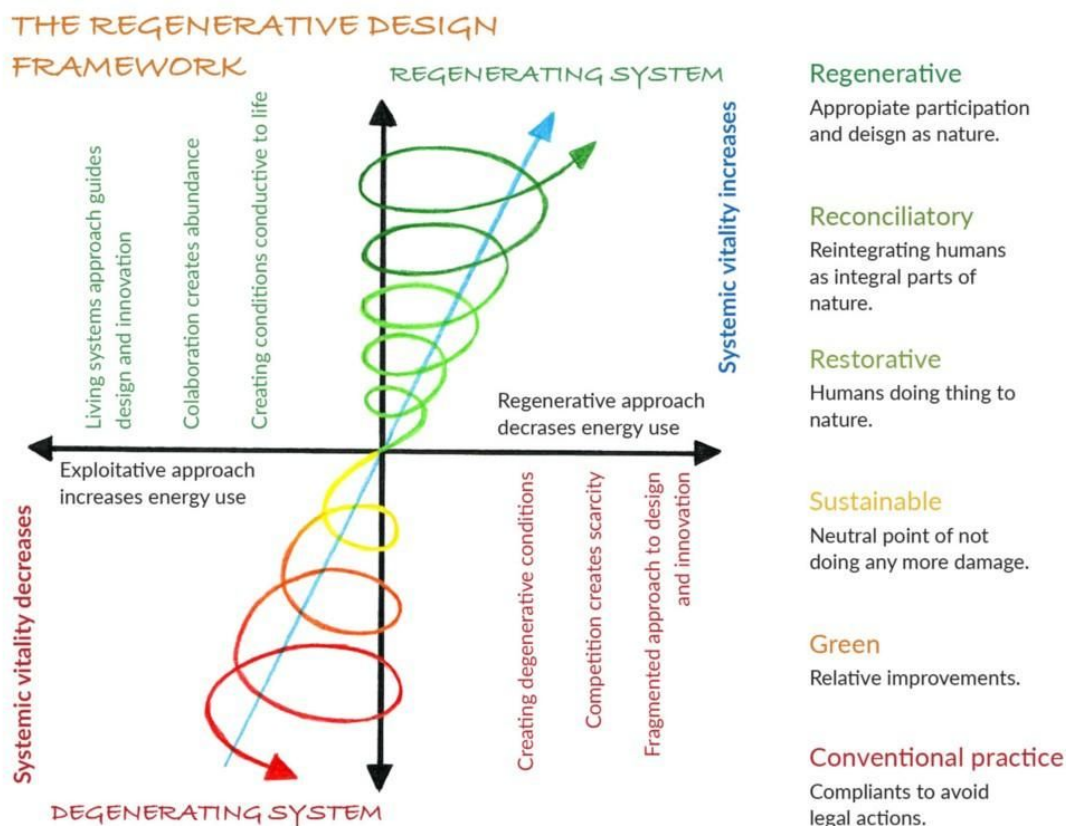 THE REGENERATIVE DESIGN
FRAMEWORK
REGENERATING SYSTEM
Living systems approach guides
design and innovation
Colaboration creates abundance
Creating conditions conductive to life
Systemic vitality increases
Regenerative approach
decrases energy use
Exploitative approach
increases energy use
Systemic vitality decreases
Creating degenerative conditions
Competition creates scarcity
Fragmented approach to design
and innovation
DEGENERATING SYSTEM
Regenerative
Appropiate participation
and deisgn as nature.
Reconciliatory
Reintegrating humans
as integral parts of
nature.
Restorative
Humans doing thing to
nature.
Sustainable
Neutral point of not
doing any more damage.
Green
Relative improvements.
Conventional practice
Compliants to avoid
legal actions.